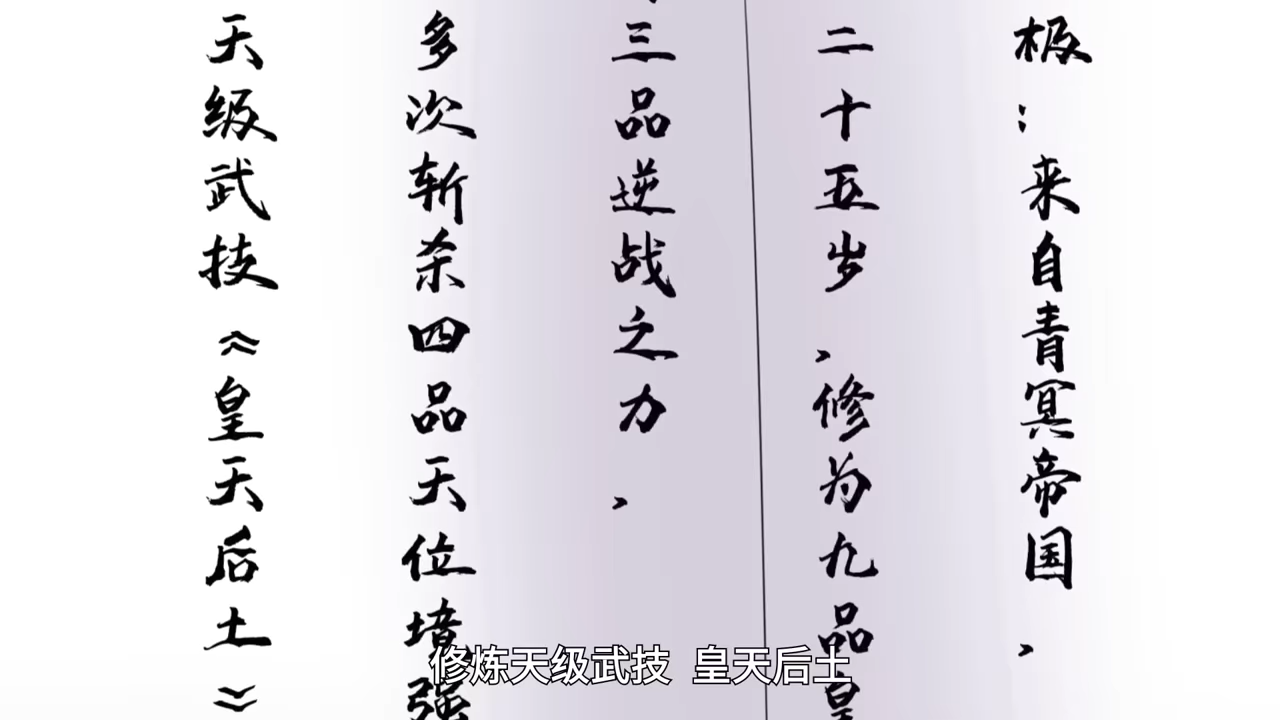 极：来自青冥帝国、
二十五岁、修为九品皇
三品逆战之力、
多次斩杀四品天位境强
天级武技《皇天后土》
修炼天级武技 皇天后土